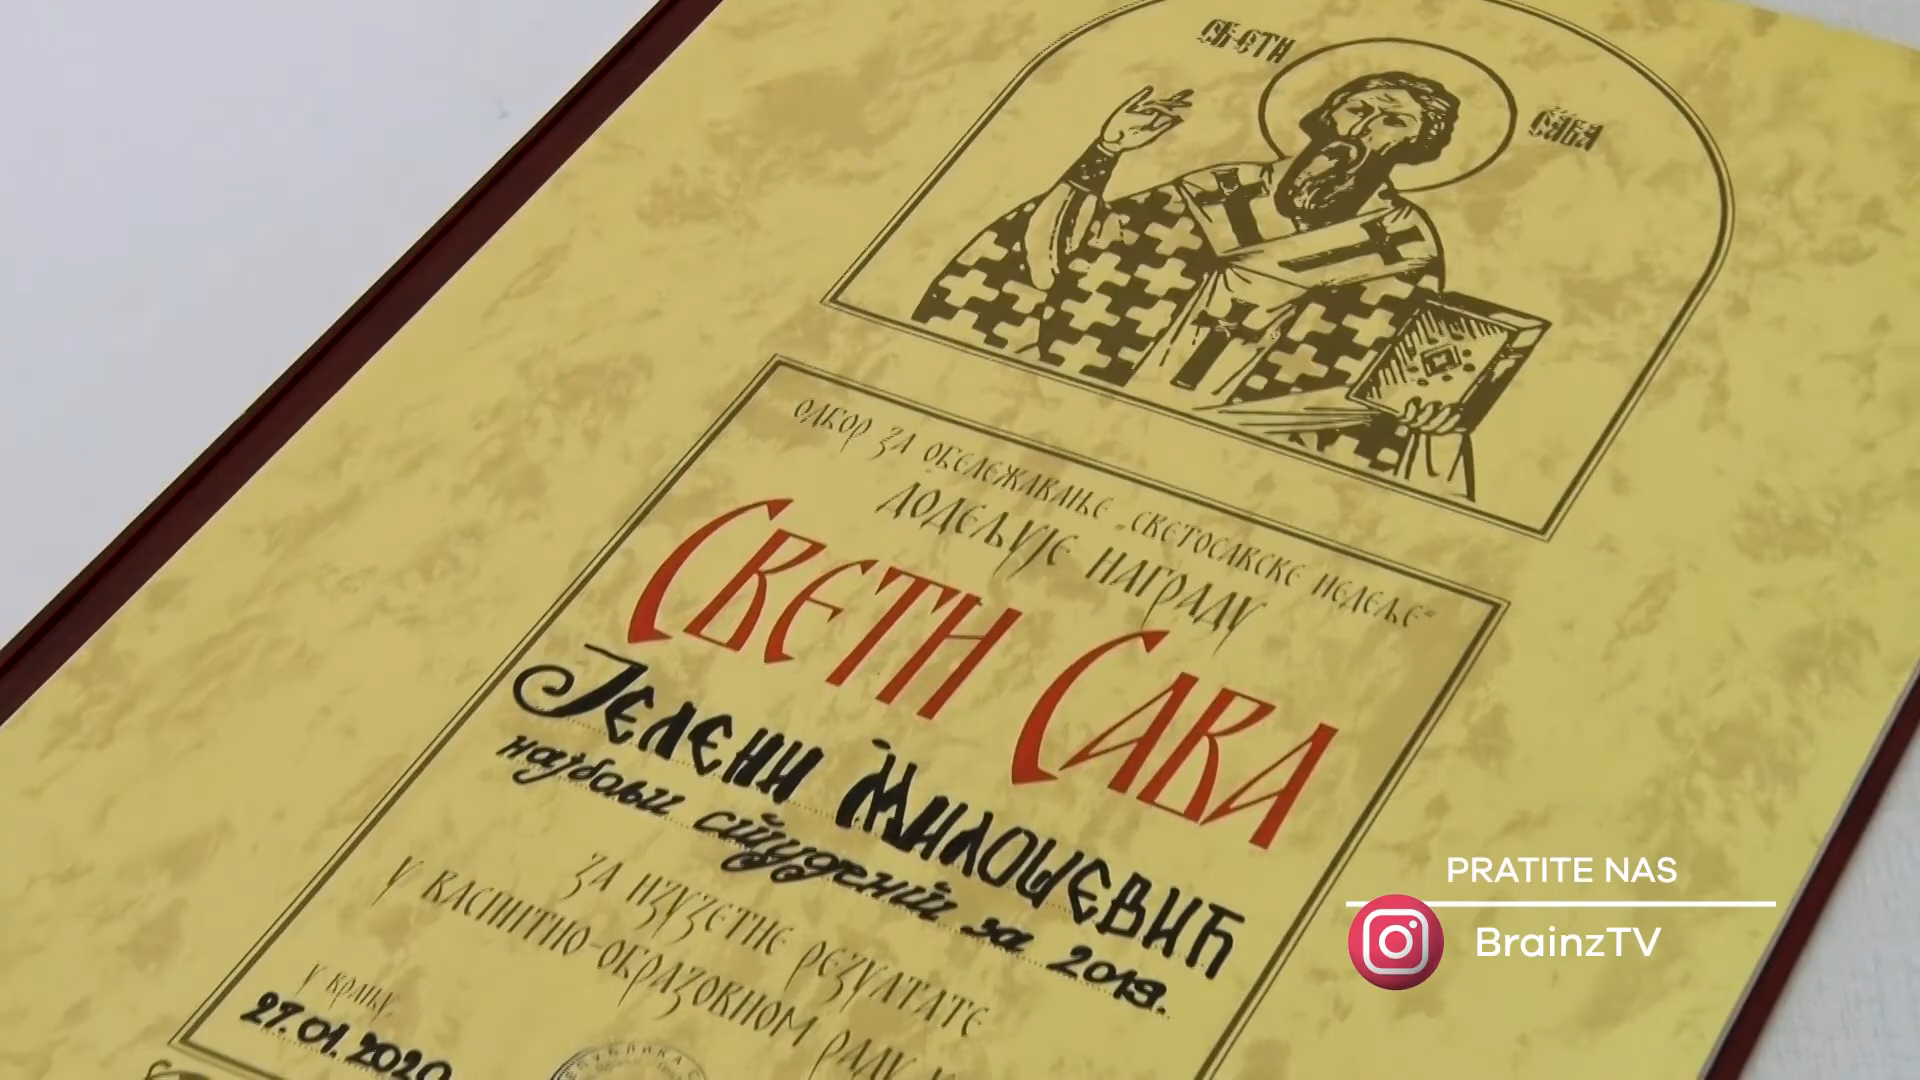 СВЕТИ
САВА
ОДБОР ЗА ОБЕЛЕЖАВАЊЕ „СВЕТОСАВСКЕ НЕДЕЉЕ“
ДОДЕЉУЈЕ НАГРАДУ
СВЕТИ САВА
ЈЕЛЕНИ МИЛОШЕВИЋ
најбољи студент за 2019.
ЗА ИЗУЗЕТНЕ РЕЗУЛТАТЕ
У ВАСПИТНО-ОБРАЗОВНОМ РАДУ
У ВРАЊУ,
27.01.2020
PRATITE NAS
BrainzTV